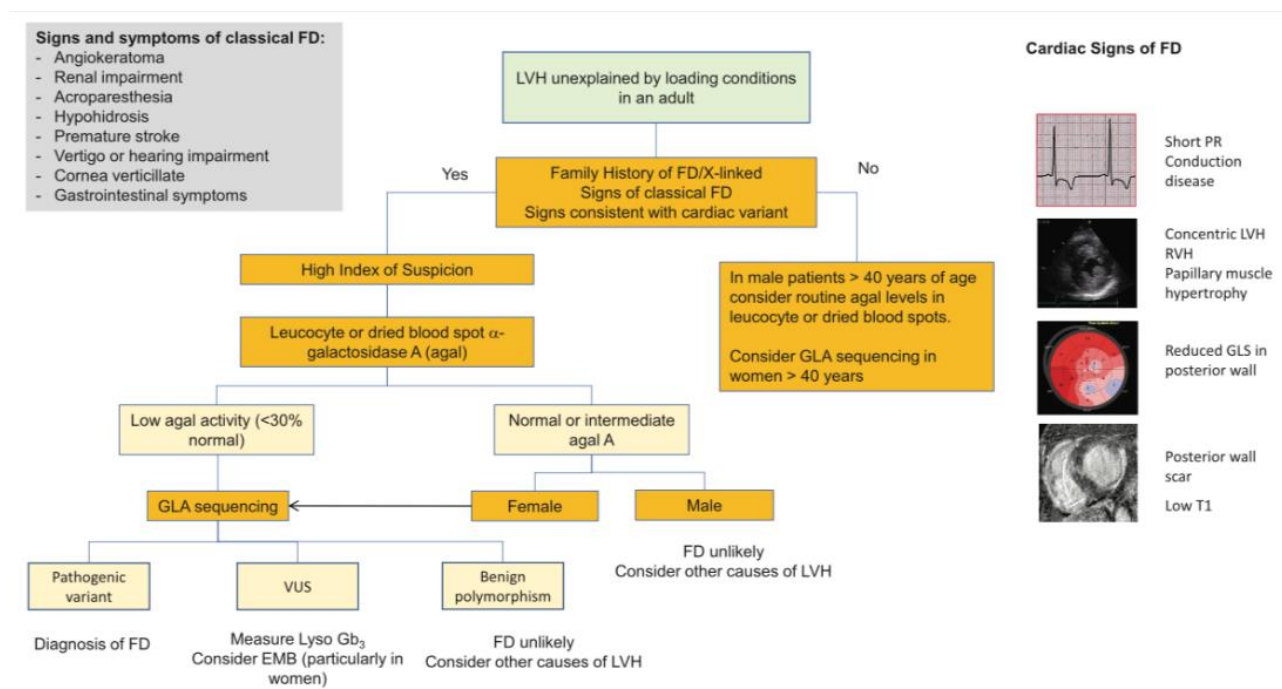 Signs and symptoms of classical FD:
- Angiokeratoma
- Renal impairment
- Acroparesthesia
- Hypohidrosis
- Premature stroke
- Vertigo or hearing impairment
- Cornea verticillate
- Gastrointestinal symptoms
LVH unexplained by loading conditions
in an adult
Yes
Family History of FD/X-linked
Signs of classical FD
Signs consistent with cardiac variant
No
High Index of Suspicion
In male patients > 40 years of age
consider routine agal levels in
leucocyte or dried blood spots.
Consider GLA sequencing in
women > 40 years
Leucocyte or dried blood spot α-
galactosidase A (agal)
Low agal activity (<30%
normal)
Normal or intermediate
agal A
GLA sequencing
Female
Male
FD unlikely
Consider other causes of LVH
Pathogenic
variant
VUS
Benign
polymorphism
Diagnosis of FD
Measure Lyso Gb₃
Consider EMB (particularly in
women)
FD unlikely
Consider other causes of LVH
Cardiac Signs of FD
Short PR
Conduction
disease
Concentric LVH
RVH
Papillary muscle
hypertrophy
Reduced GLS in
posterior wall
Posterior wall
scar
Low T1